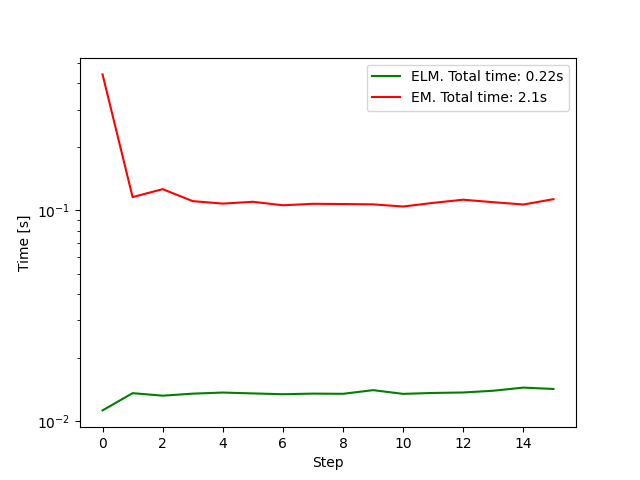 ELM. Total time: 0.22s
EM. Total time: 2.1s
10⁻¹
10⁻²
Time [s]
0 2 4 6 8 10 12 14
Step